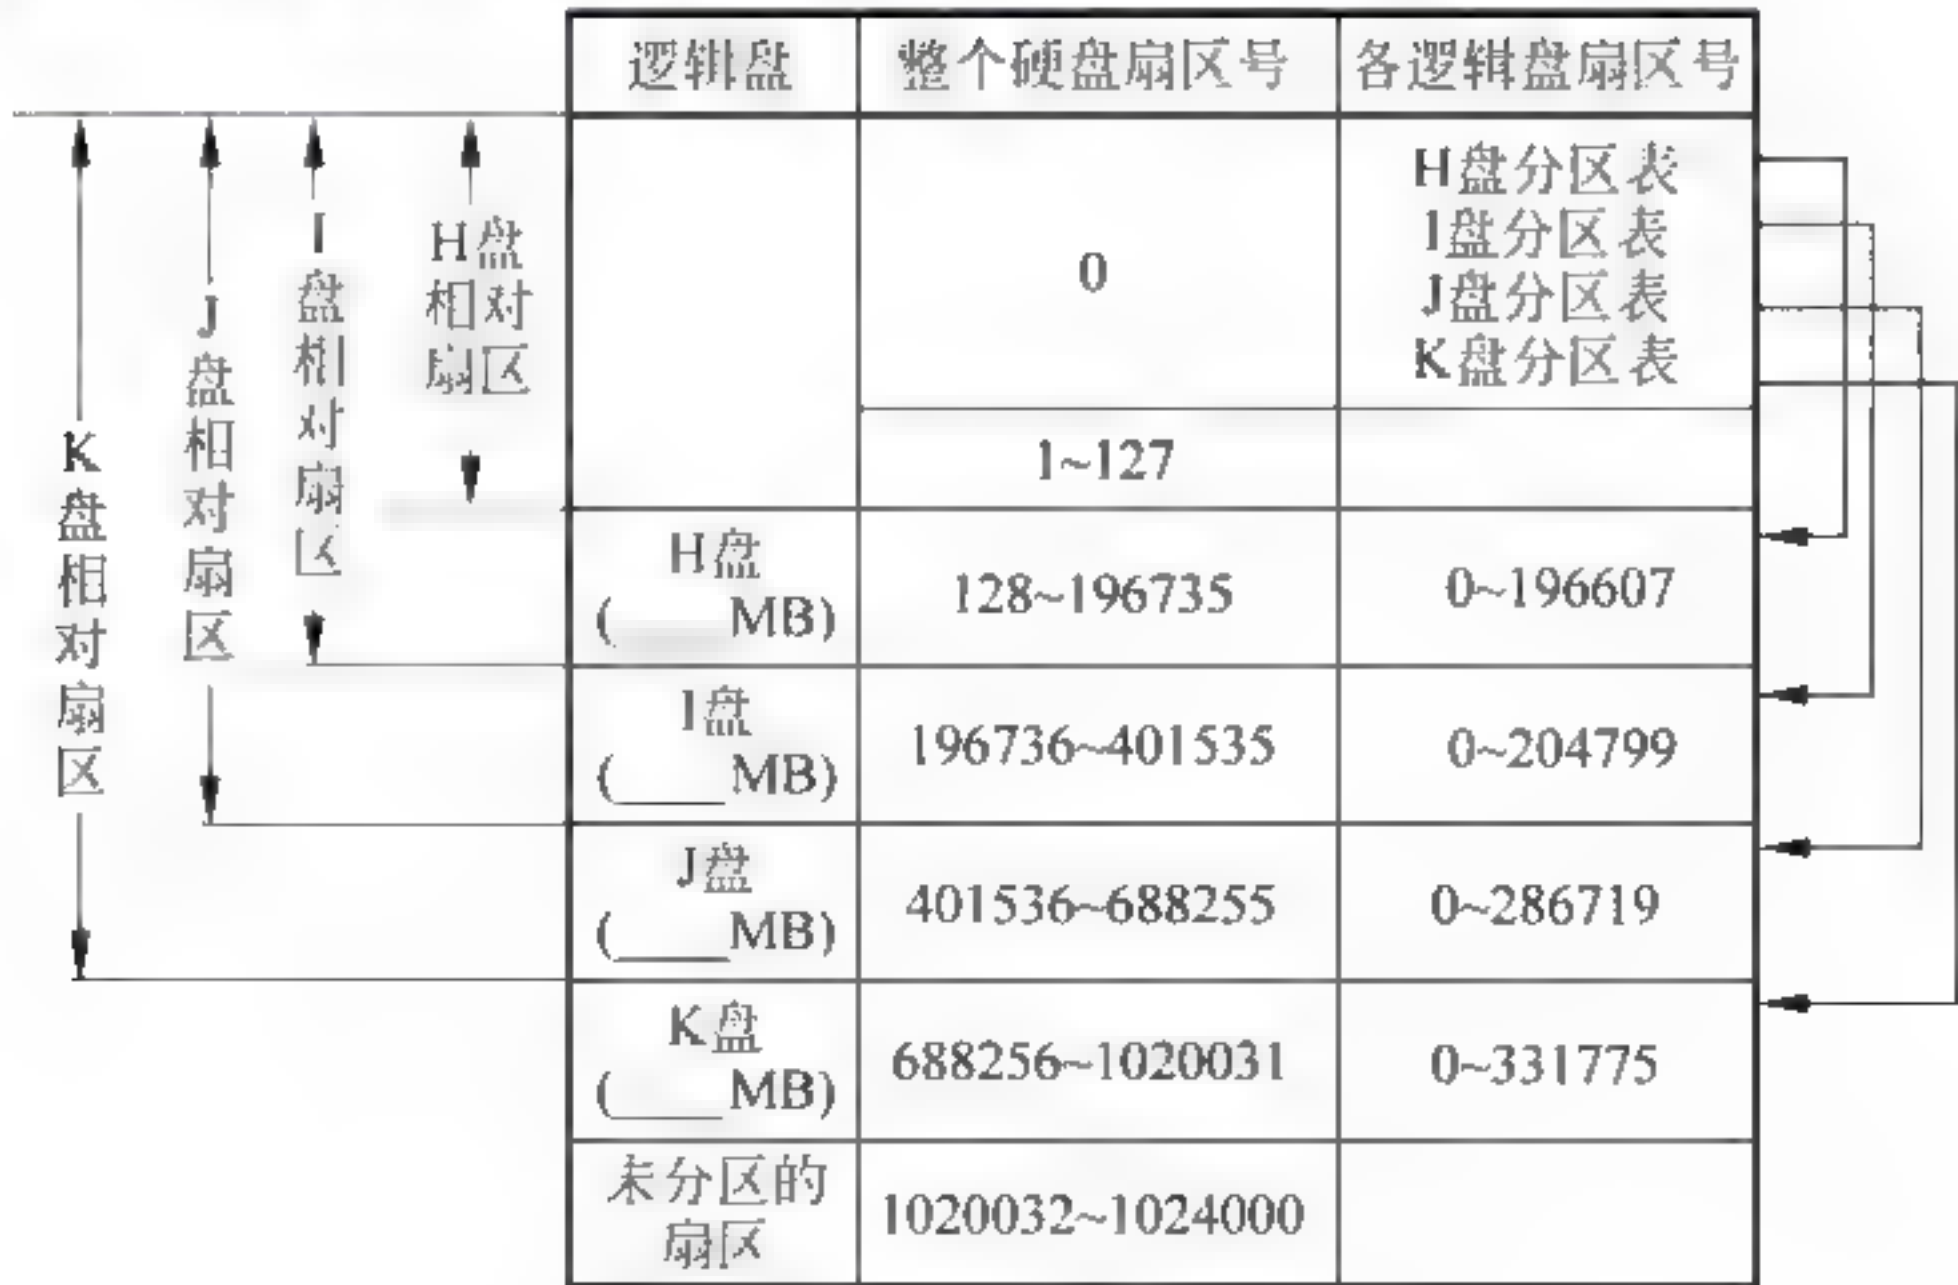 逻辑盘 整个硬盘扇区号 各逻辑盘扇区号
0
H盘分区表
I盘分区表
J盘分区表
K盘分区表
1~127
H盘
(____MB)
128~196735
0~196607
I盘
(____MB)
196736~401535
0~204799
J盘
(____MB)
401536~688255
0~286719
K盘
(____MB)
688256~1020031
0~331775
未分区的
扇区
1020032~1024000
K盘相对扇区
J盘相对扇区
I盘相对扇区
H盘
相对
扇区